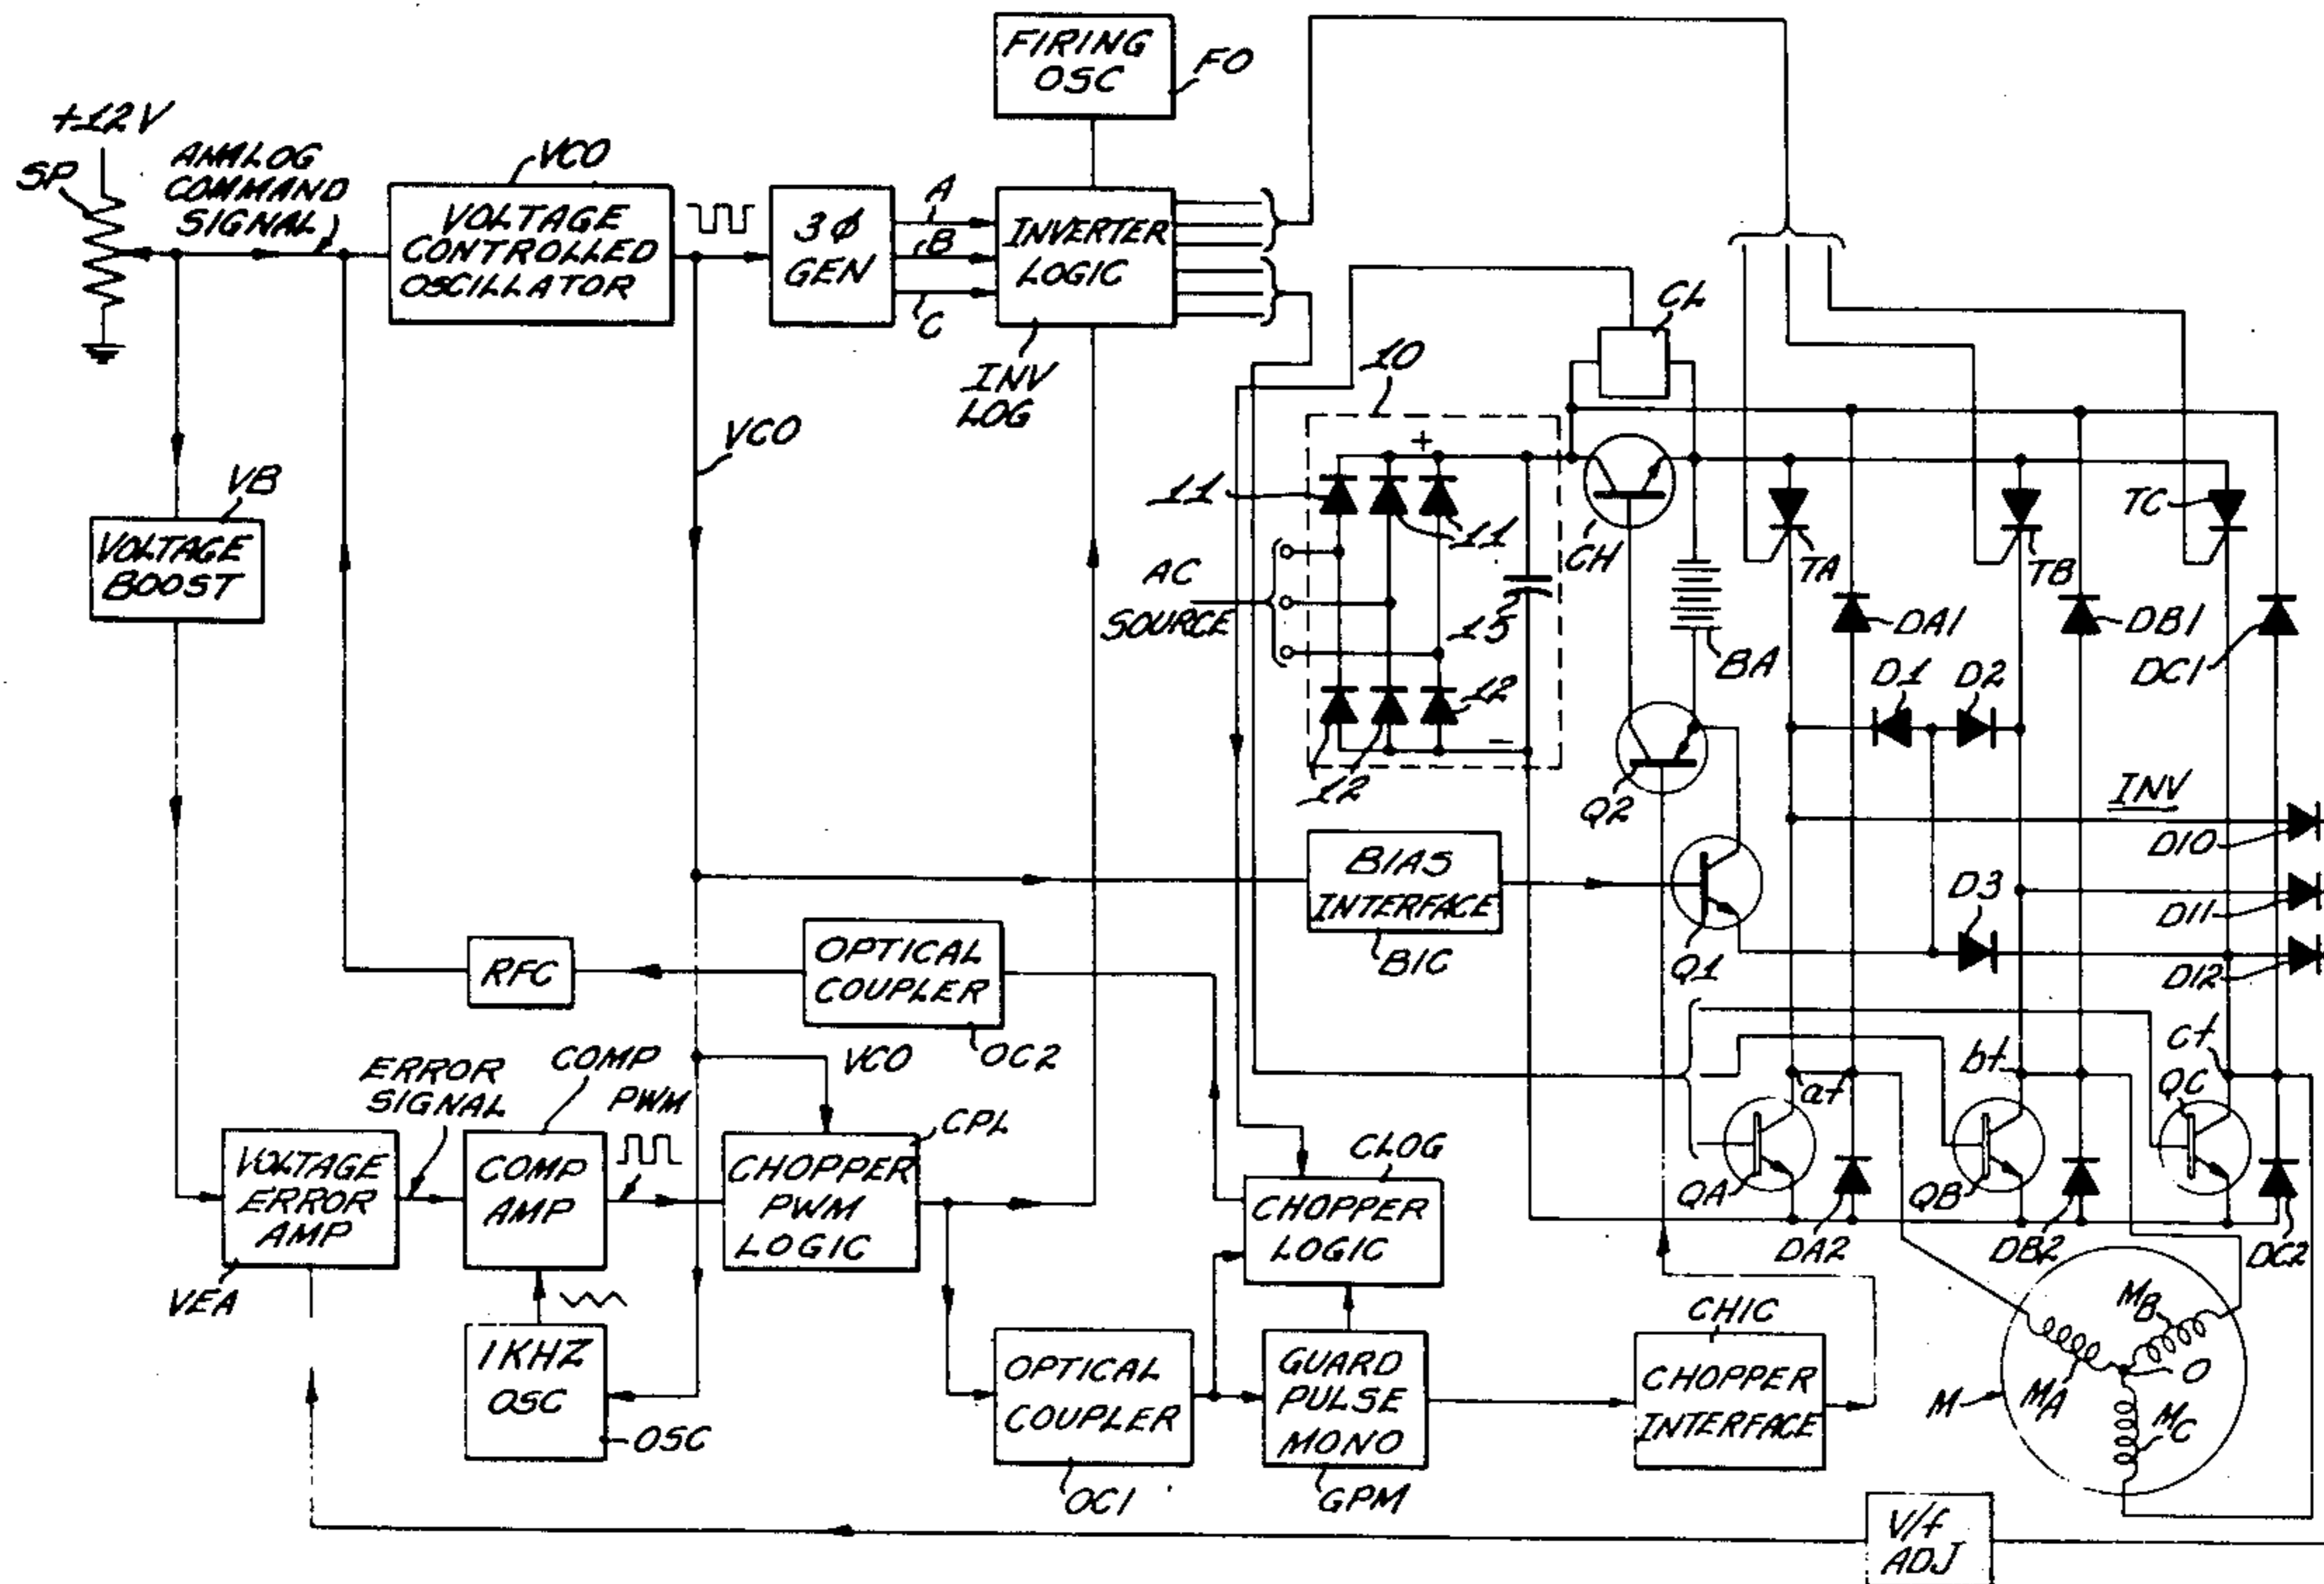 FIRING
OSC
FO
+12V
SP
ANALOG
COMMAND
SIGNAL
VCO
VOLTAGE
CONTROLLED
OSCILLATOR
3ϕ
GEN
A
B
C
INVERTER
LOGIC
INV
LOG
VCO
VB
VOLTAGE
BOOST
10
CL
+
11
11
CH
AC
SOURCE
15
BA
12
12
−
Q2
TA
TB
TC
DA1
DB1
DC1
D1
D2
INV
D10
D11
D12
D3
BIAS
INTERFACE
BIC
Q1
RFC
OPTICAL
COUPLER
OC2
VCO
ERROR
SIGNAL
COMP
PWM
CPL
VOLTAGE
ERROR
AMP
VEA
COMP
AMP
CHOPPER
PWM
LOGIC
CLOG
CHOPPER
LOGIC
at
bt
ct
QA
QB
QC
DA2
DB2
DC2
1KHZ
OSC
OSC
OPTICAL
COUPLER
OC1
GUARD
PULSE
MONO
GPM
CHIC
CHOPPER
INTERFACE
M
MA
MB
MC
O
V/f
ADJ